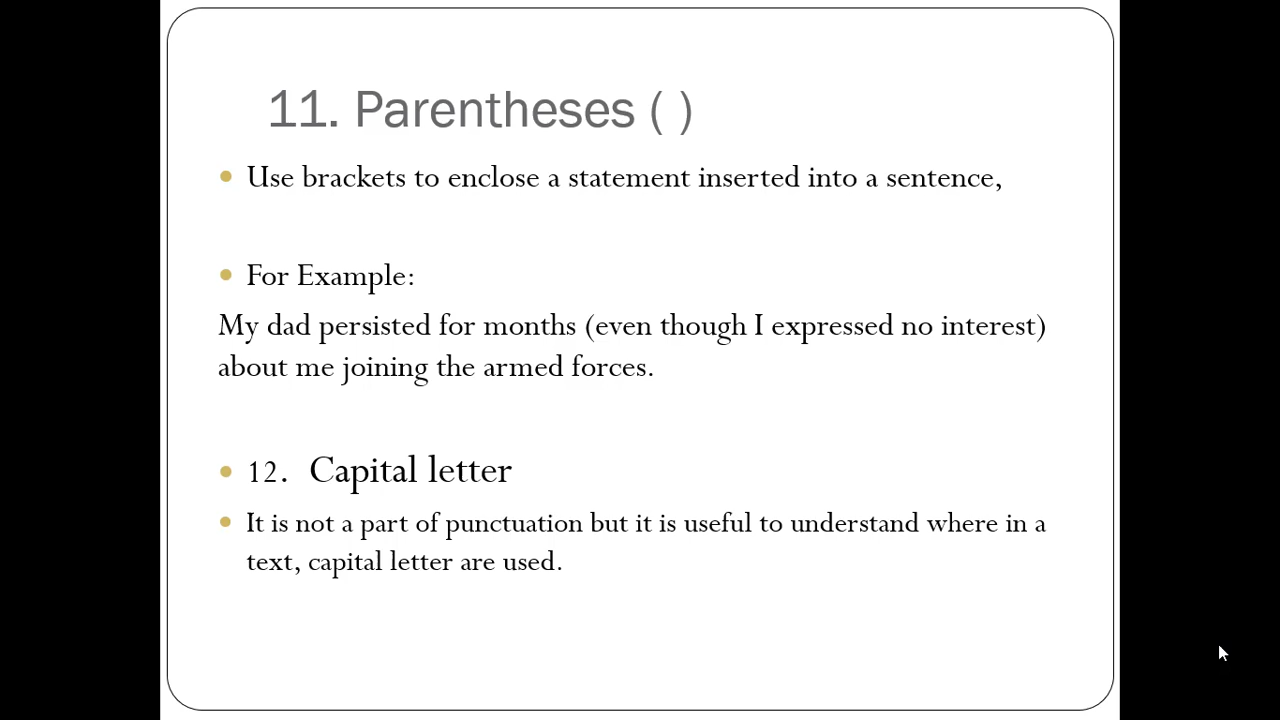 11. Parentheses ( )
Use brackets to enclose a statement inserted into a sentence,
For Example:
My dad persisted for months (even though I expressed no interest)
about me joining the armed forces.
12. Capital letter
It is not a part of punctuation but it is useful to understand where in a
text, capital letter are used.